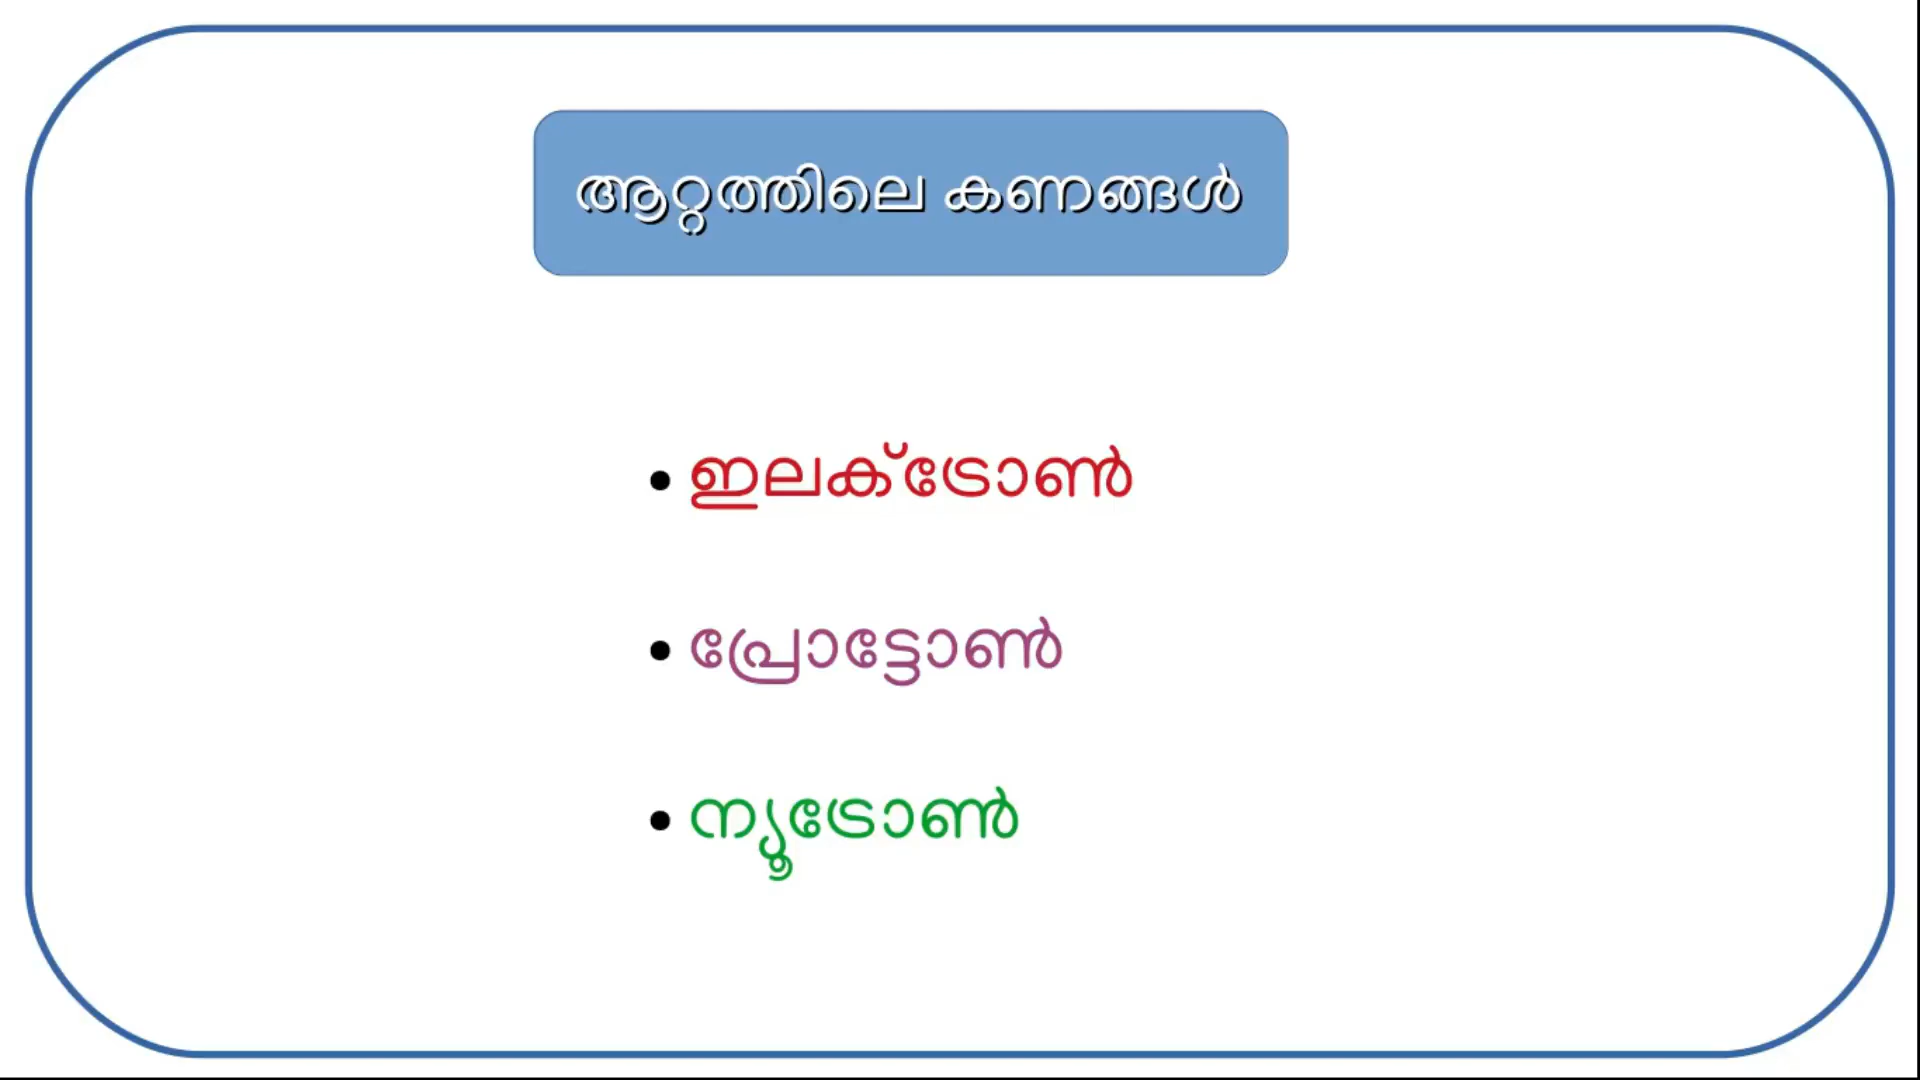 ആറ്റത്തിലെ കണങ്ങൾ
• ഇലക്ട്രോൺ
• പ്രോട്ടോൺ
• ന്യൂട്രോൺ